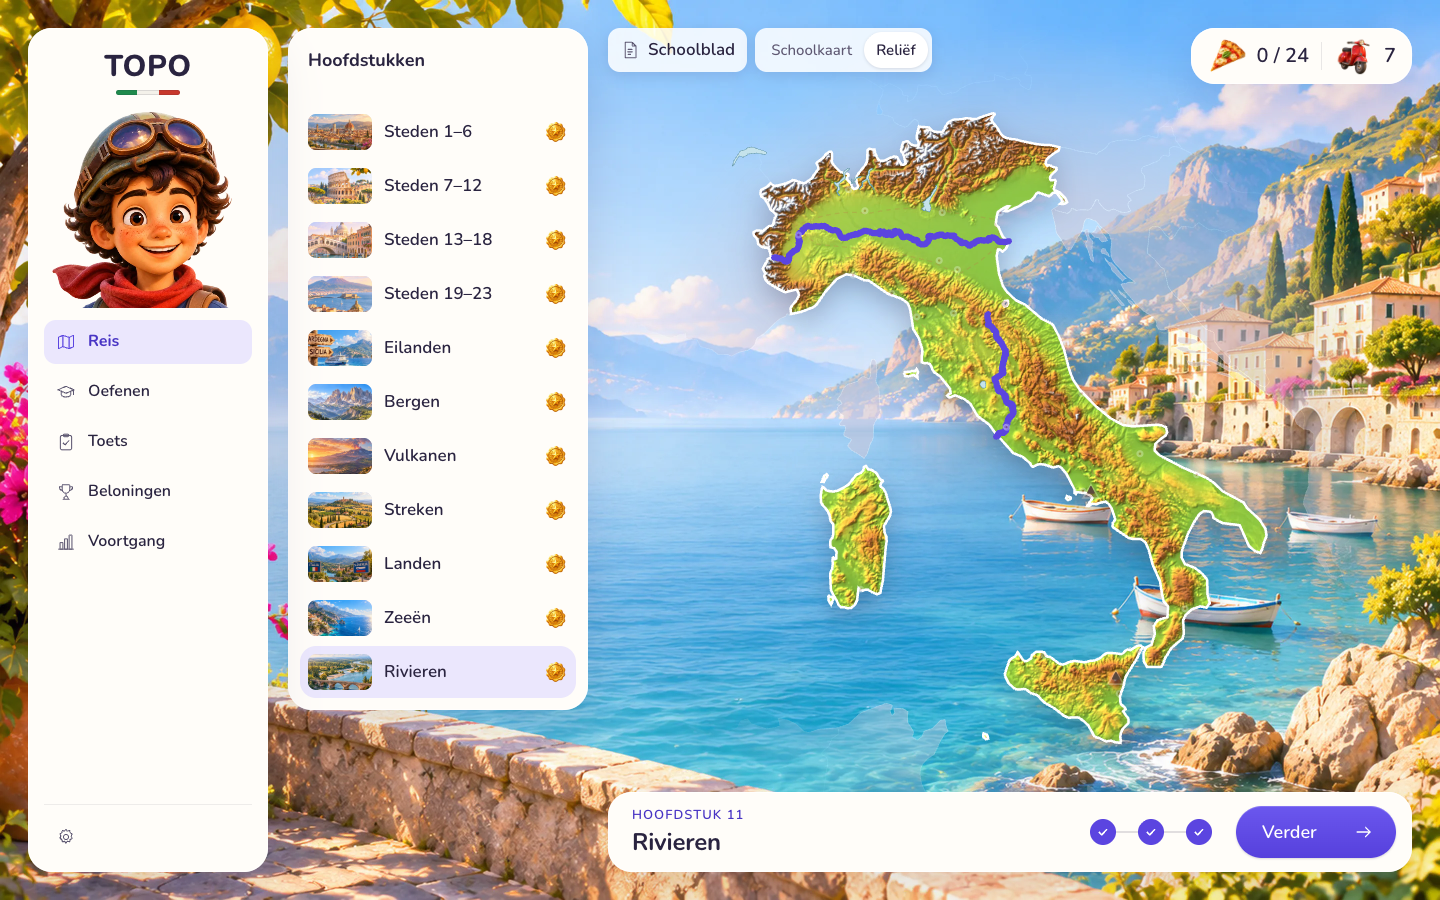 TOPO
Reis
Oefenen
Toets
Beloningen
Voortgang
Hoofdstukken
Steden 1–6
Steden 7–12
Steden 13–18
Steden 19–23
Eilanden
Bergen
Vulkanen
Streken
Landen
Zeeën
Rivieren
Schoolblad
Schoolkaart
Reliëf
0 / 24
7
HOOFDSTUK 11
Rivieren
Verder